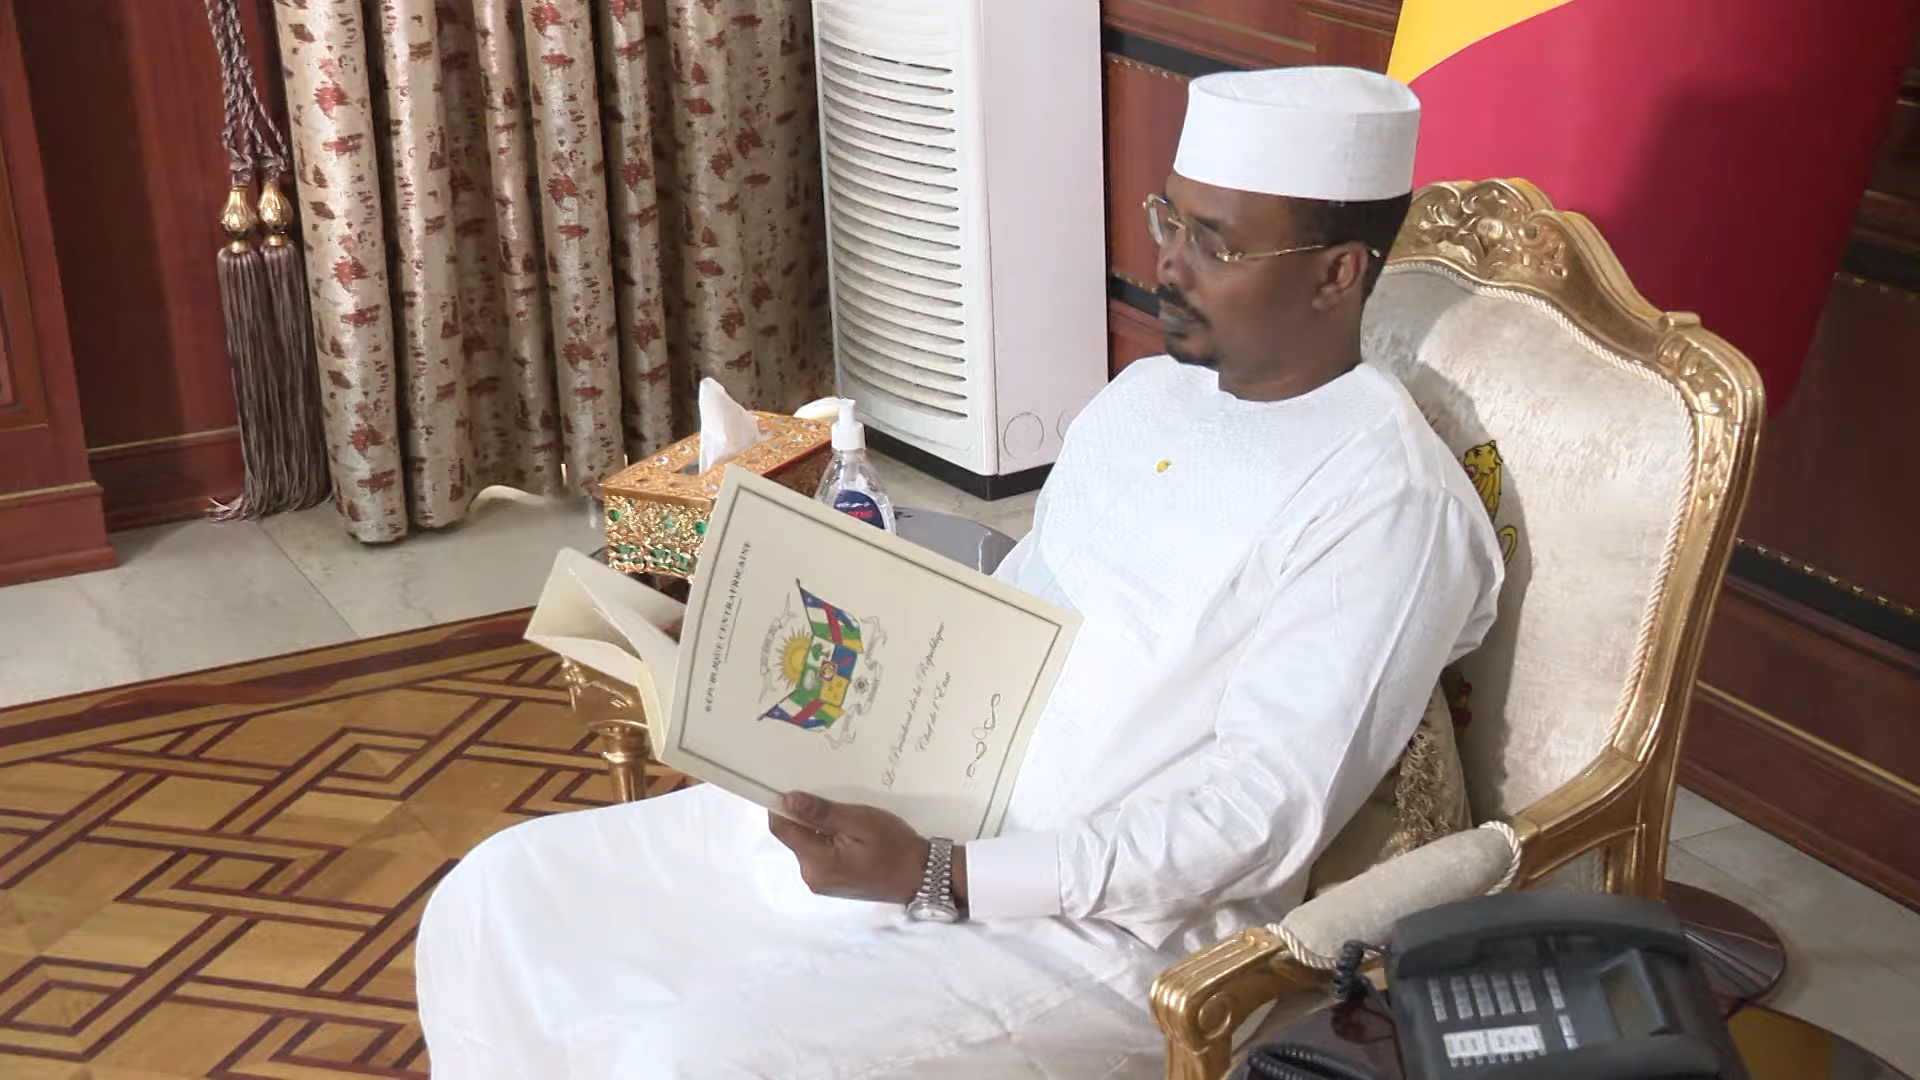 RÉPUBLIQUE CENTRAFRICAINE
Le Président de la République
Chef de l'État